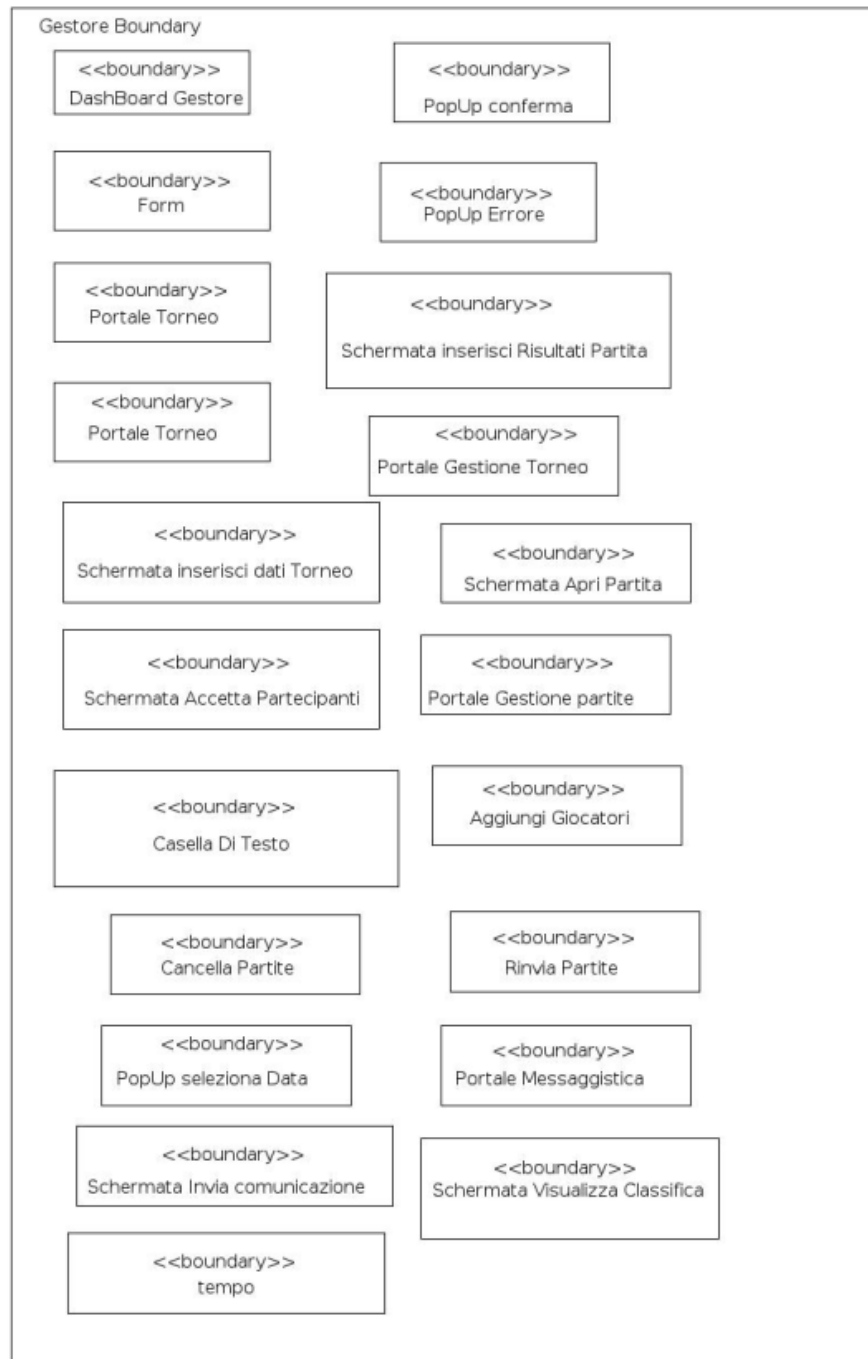 Gestore Boundary
<<boundary>>
DashBoard Gestore
<<boundary>>
PopUp conferma
<<boundary>>
Form
<<boundary>>
PopUp Errore
<<boundary>>
Portale Torneo
<<boundary>>
Schermata inserisci Risultati Partita
<<boundary>>
Portale Torneo
<<boundary>>
Portale Gestione Torneo
<<boundary>>
Schermata inserisci dati Torneo
<<boundary>>
Schermata Apri Partita
<<boundary>>
Schermata Accetta Partecipanti
<<boundary>>
Portale Gestione partite
<<boundary>>
Casella Di Testo
<<boundary>>
Aggiungi Giocatori
<<boundary>>
Cancella Partite
<<boundary>>
Rinvia Partite
<<boundary>>
PopUp seleziona Data
<<boundary>>
Portale Messaggistica
<<boundary>>
Schermata Invia comunicazione
<<boundary>>
Schermata Visualizza Classifica
<<boundary>>
tempo